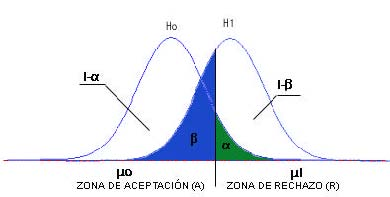 Ho H1
I-α I-β
β α
μo μI
ZONA DE ACEPTACIÓN (A) ZONA DE RECHAZO (R)